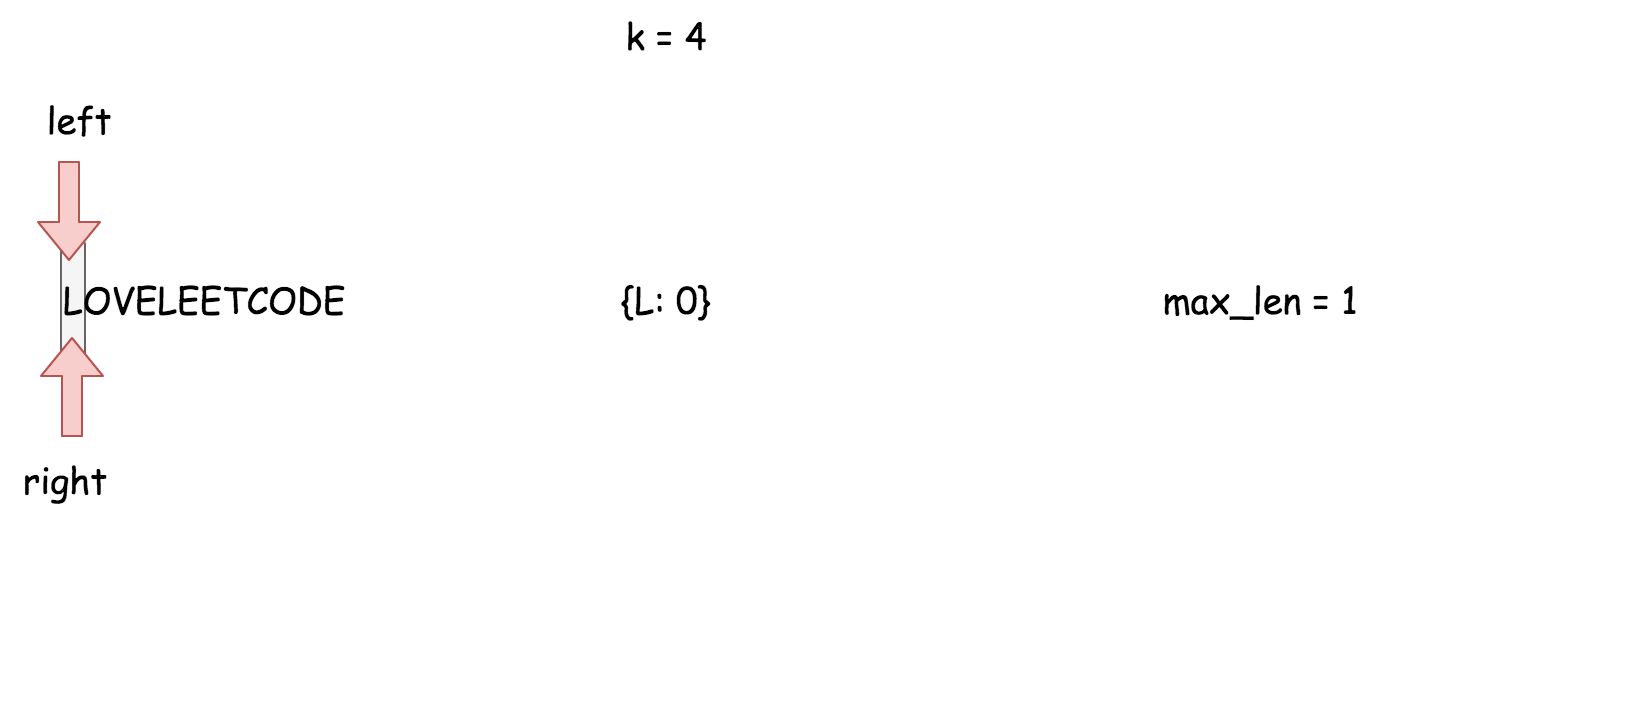 k = 4
left
LOVELEETCODE
{L: 0}
max_len = 1
right